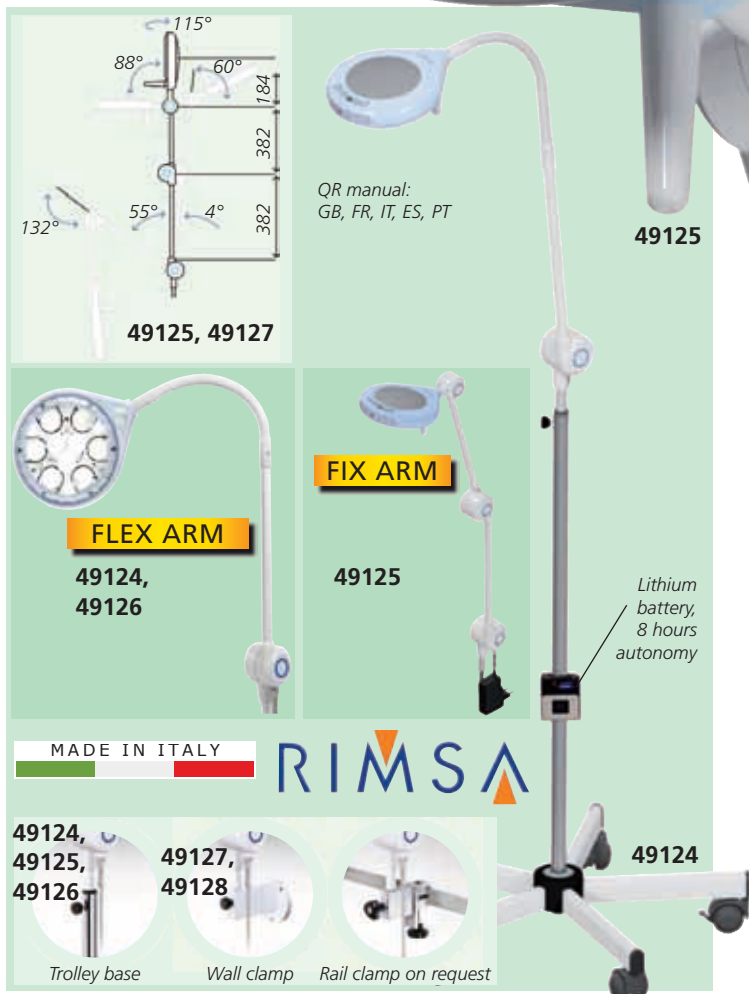 115°
88°
60°
184
382
132°
55°
4°
382
49125, 49127
QR manual:
GB, FR, IT, ES, PT
49125
FLEX ARM
49124,
49126
FIX ARM
49125
Lithium
battery,
8 hours
autonomy
MADE IN ITALY
RIMSA
49124,
49125,
49126
Trolley base
49127,
49128
Wall clamp
Rail clamp on request
49124